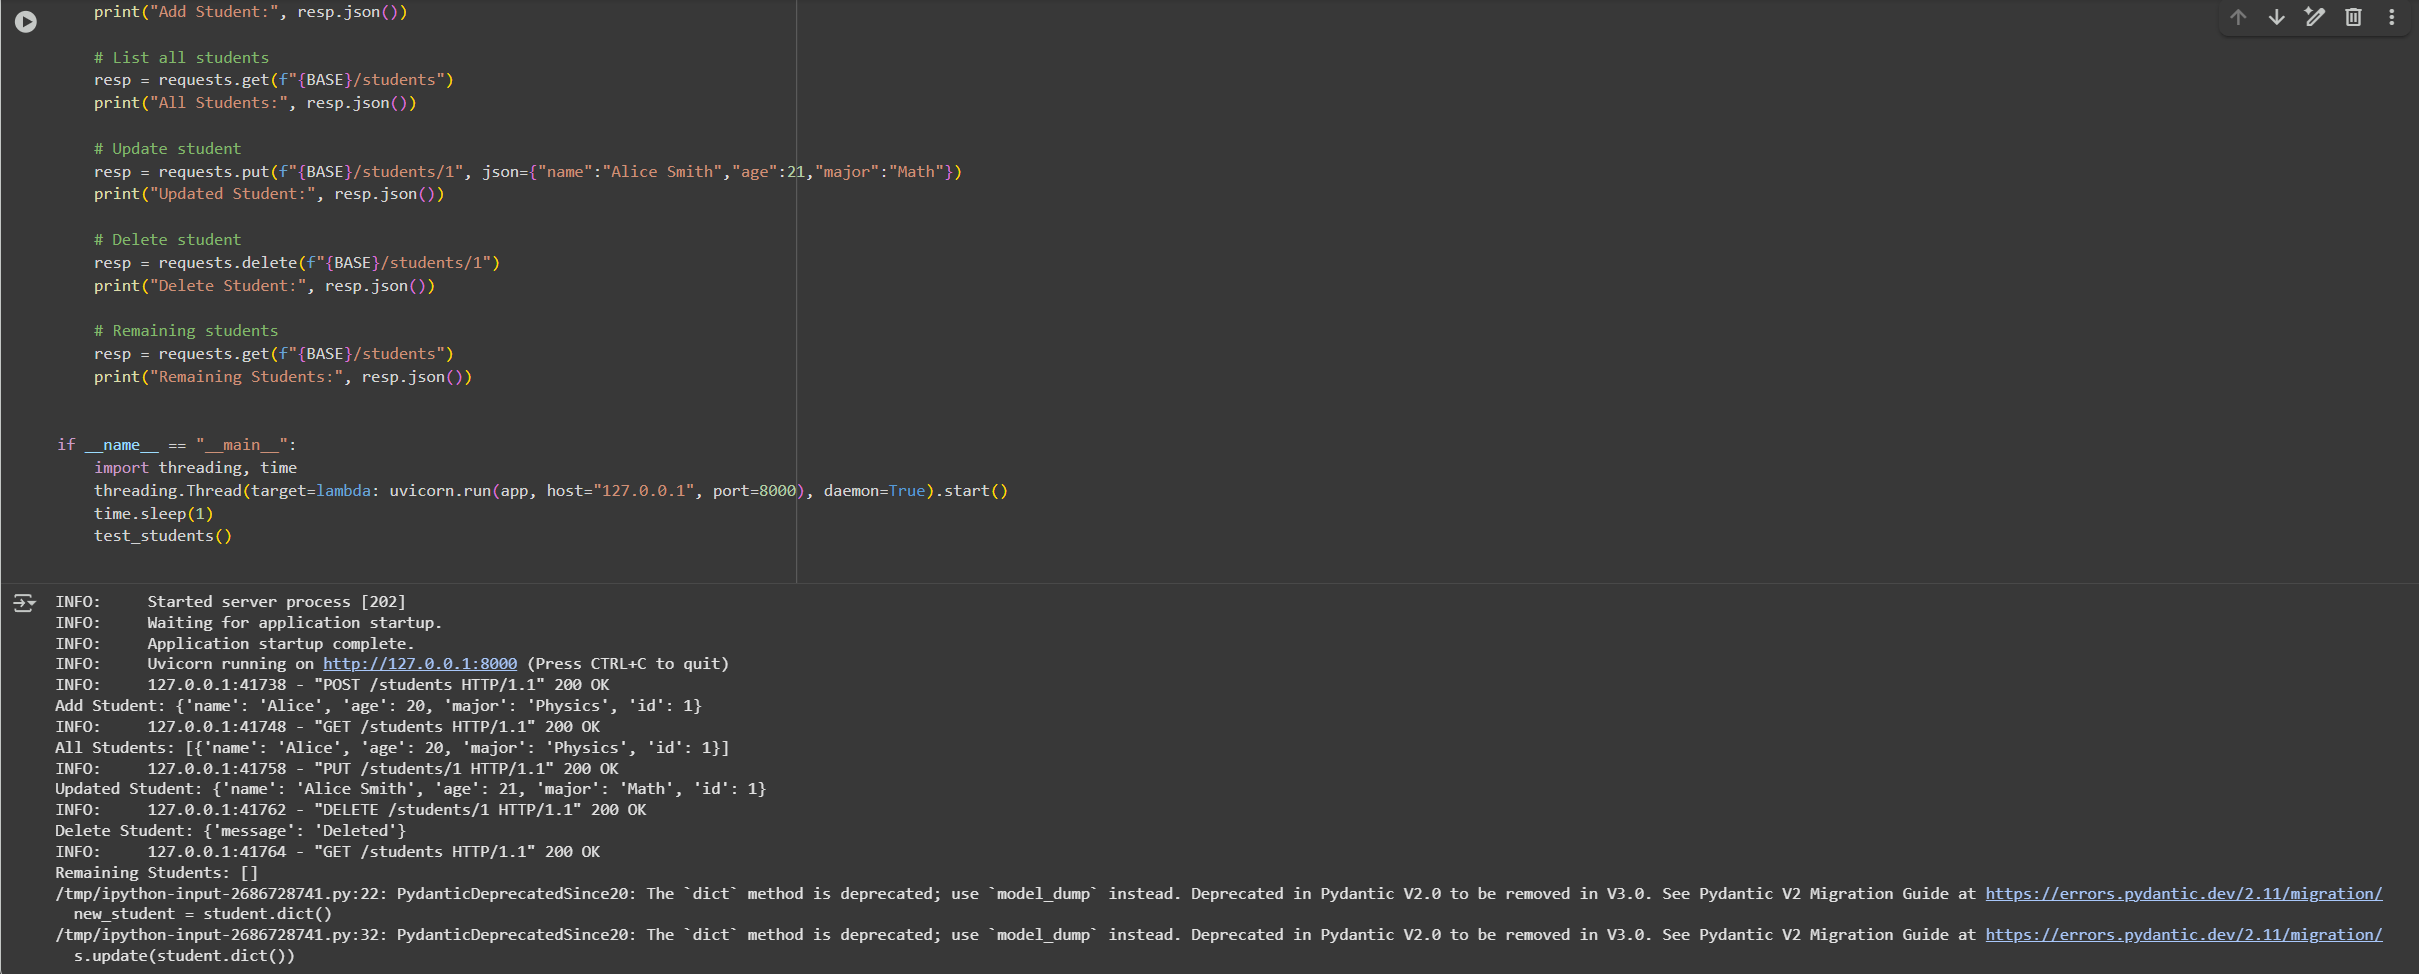 print("Add Student:", resp.json())

    # List all students
    resp = requests.get(f"{BASE}/students")
    print("All Students:", resp.json())

    # Update student
    resp = requests.put(f"{BASE}/students/1", json={"name":"Alice Smith","age":21,"major":"Math"})
    print("Updated Student:", resp.json())

    # Delete student
    resp = requests.delete(f"{BASE}/students/1")
    print("Delete Student:", resp.json())

    # Remaining students
    resp = requests.get(f"{BASE}/students")
    print("Remaining Students:", resp.json())


if __name__ == "__main__":
    import threading, time
    threading.Thread(target=lambda: uvicorn.run(app, host="127.0.0.1", port=8000), daemon=True).start()
    time.sleep(1)
    test_students()

INFO:     Started server process [202]
INFO:     Waiting for application startup.
INFO:     Application startup complete.
INFO:     Uvicorn running on http://127.0.0.1:8000 (Press CTRL+C to quit)
INFO:     127.0.0.1:41738 - "POST /students HTTP/1.1" 200 OK
Add Student: {'name': 'Alice', 'age': 20, 'major': 'Physics', 'id': 1}
INFO:     127.0.0.1:41748 - "GET /students HTTP/1.1" 200 OK
All Students: [{'name': 'Alice', 'age': 20, 'major': 'Physics', 'id': 1}]
INFO:     127.0.0.1:41758 - "PUT /students/1 HTTP/1.1" 200 OK
Updated Student: {'name': 'Alice Smith', 'age': 21, 'major': 'Math', 'id': 1}
INFO:     127.0.0.1:41762 - "DELETE /students/1 HTTP/1.1" 200 OK
Delete Student: {'message': 'Deleted'}
INFO:     127.0.0.1:41764 - "GET /students HTTP/1.1" 200 OK
Remaining Students: []
/tmp/ipython-input-2686728741.py:22: PydanticDeprecatedSince20: The `dict` method is deprecated; use `model_dump` instead. Deprecated in Pydantic V2.0 to be removed in V3.0. See Pydantic V2 Migration Guide at https://errors.pydantic.dev/2.11/migration/
  new_student = student.dict()
/tmp/ipython-input-2686728741.py:32: PydanticDeprecatedSince20: The `dict` method is deprecated; use `model_dump` instead. Deprecated in Pydantic V2.0 to be removed in V3.0. See Pydantic V2 Migration Guide at https://errors.pydantic.dev/2.11/migration/
  s.update(student.dict())